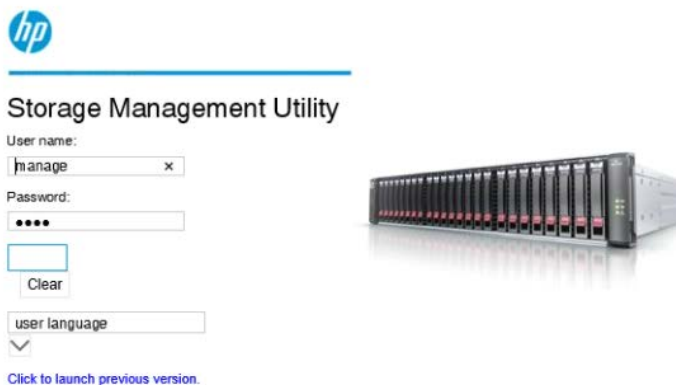 hp
Storage Management Utility
User name:
manage ×
Password:
••••
Clear
user language
Click to launch previous version.